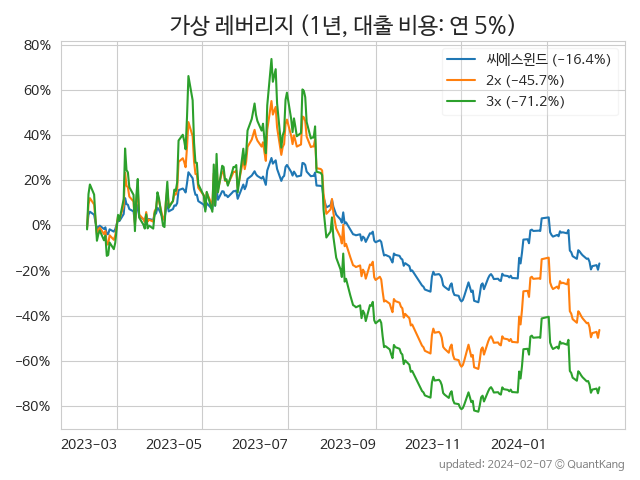 가상 레버리지 (1년, 대출 비용: 연 5%)
80%
60%
40%
20%
0%
−20%
−40%
−60%
−80%
씨에스윈드 (−16.4%)
2x (−45.7%)
3x (−71.2%)
2023-03 2023-05 2023-07 2023-09 2023-11 2024-01
updated: 2024-02-07 © QuantKang